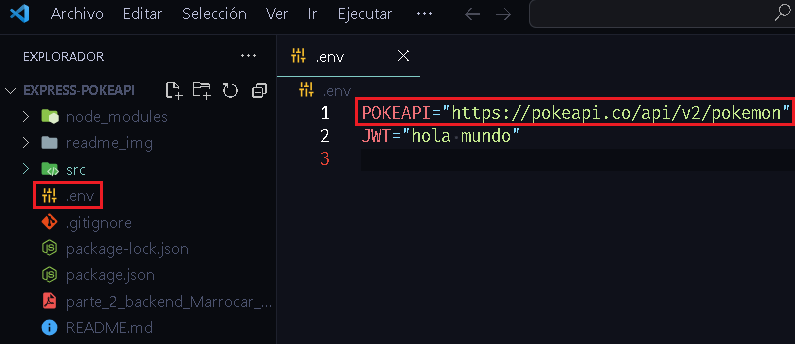 Archivo Editar Selección Ver Ir Ejecutar ···
EXPLORADOR ···
EXPRESS-POKEAPI
node_modules
readme_img
src
.env
.gitignore
package-lock.json
package.json
parte_2_backend_Marrocar_...
README.md
.env
.env
1 POKEAPI="https://pokeapi.co/api/v2/pokemon"
2 JWT="hola·mundo"
3